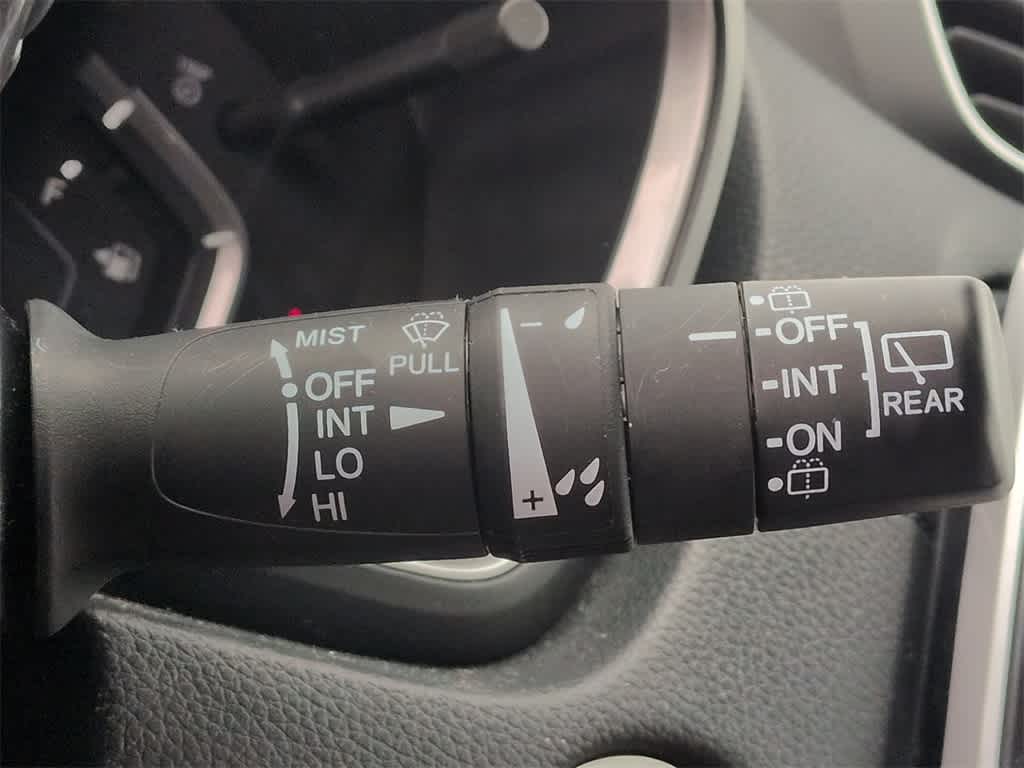 MIST
PULL
OFF
INT
LO
HI
- 
+
OFF
INT
ON
REAR
F